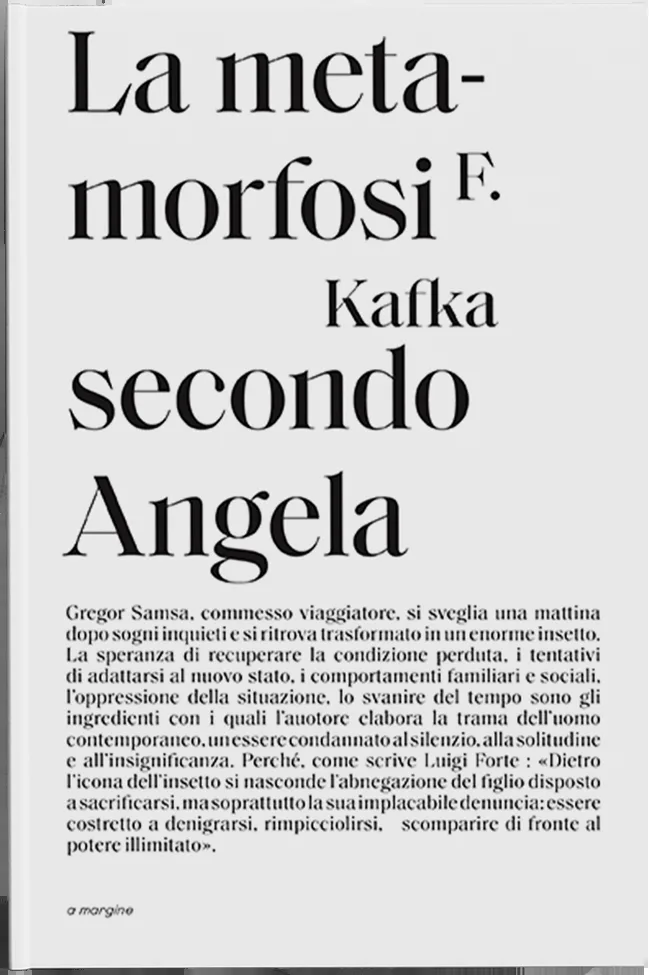 La meta-
morfosi F.
Kafka
secondo
Angela
Gregor Samsa, commesso viaggiatore, si sveglia una mattina
dopo sogni inquieti e si ritrova trasformato in un enorme insetto.
La speranza di recuperare la condizione perduta, i tentativi
di adattarsi al nuovo stato, i comportamenti familiari e sociali,
l'oppressione della situazione, lo svanire del tempo sono gli
ingredienti con i quali l'auotore elabora la trama dell'uomo
contemporaneo, un essere condannato al silenzio, alla solitudine
e all'insignificanza. Perché, come scrive Luigi Forte : «Dietro
l'icona dell'insetto si nasconde l'abnegazione del figlio disposto
a sacrificarsi, ma soprattutto la sua implacabile denuncia: essere
costretto a denigrarsi, rimpicciolirsi, scomparire di fronte al
potere illimitato».
a margine